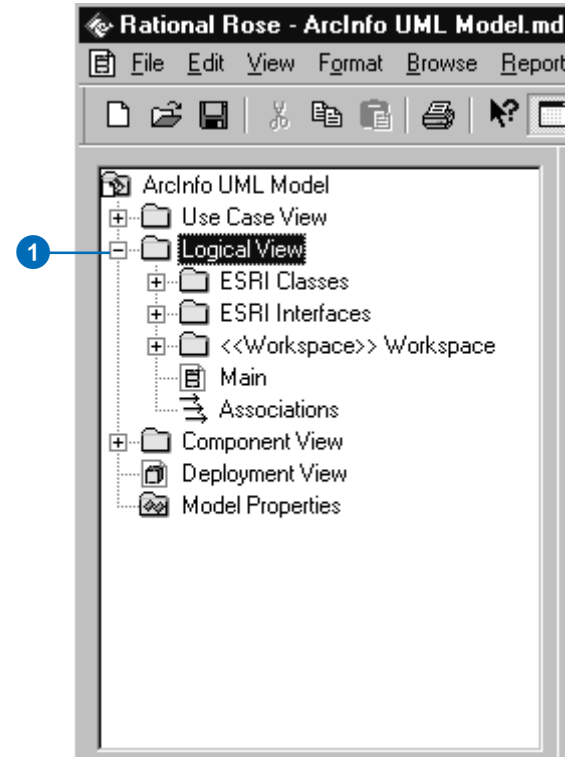 Rational Rose - ArcInfo UML Model.md
File Edit View Format Browse Report
ArcInfo UML Model
Use Case View
1 Logical View
ESRI Classes
ESRI Interfaces
<<Workspace>> Workspace
Main
Associations
Component View
Deployment View
Model Properties